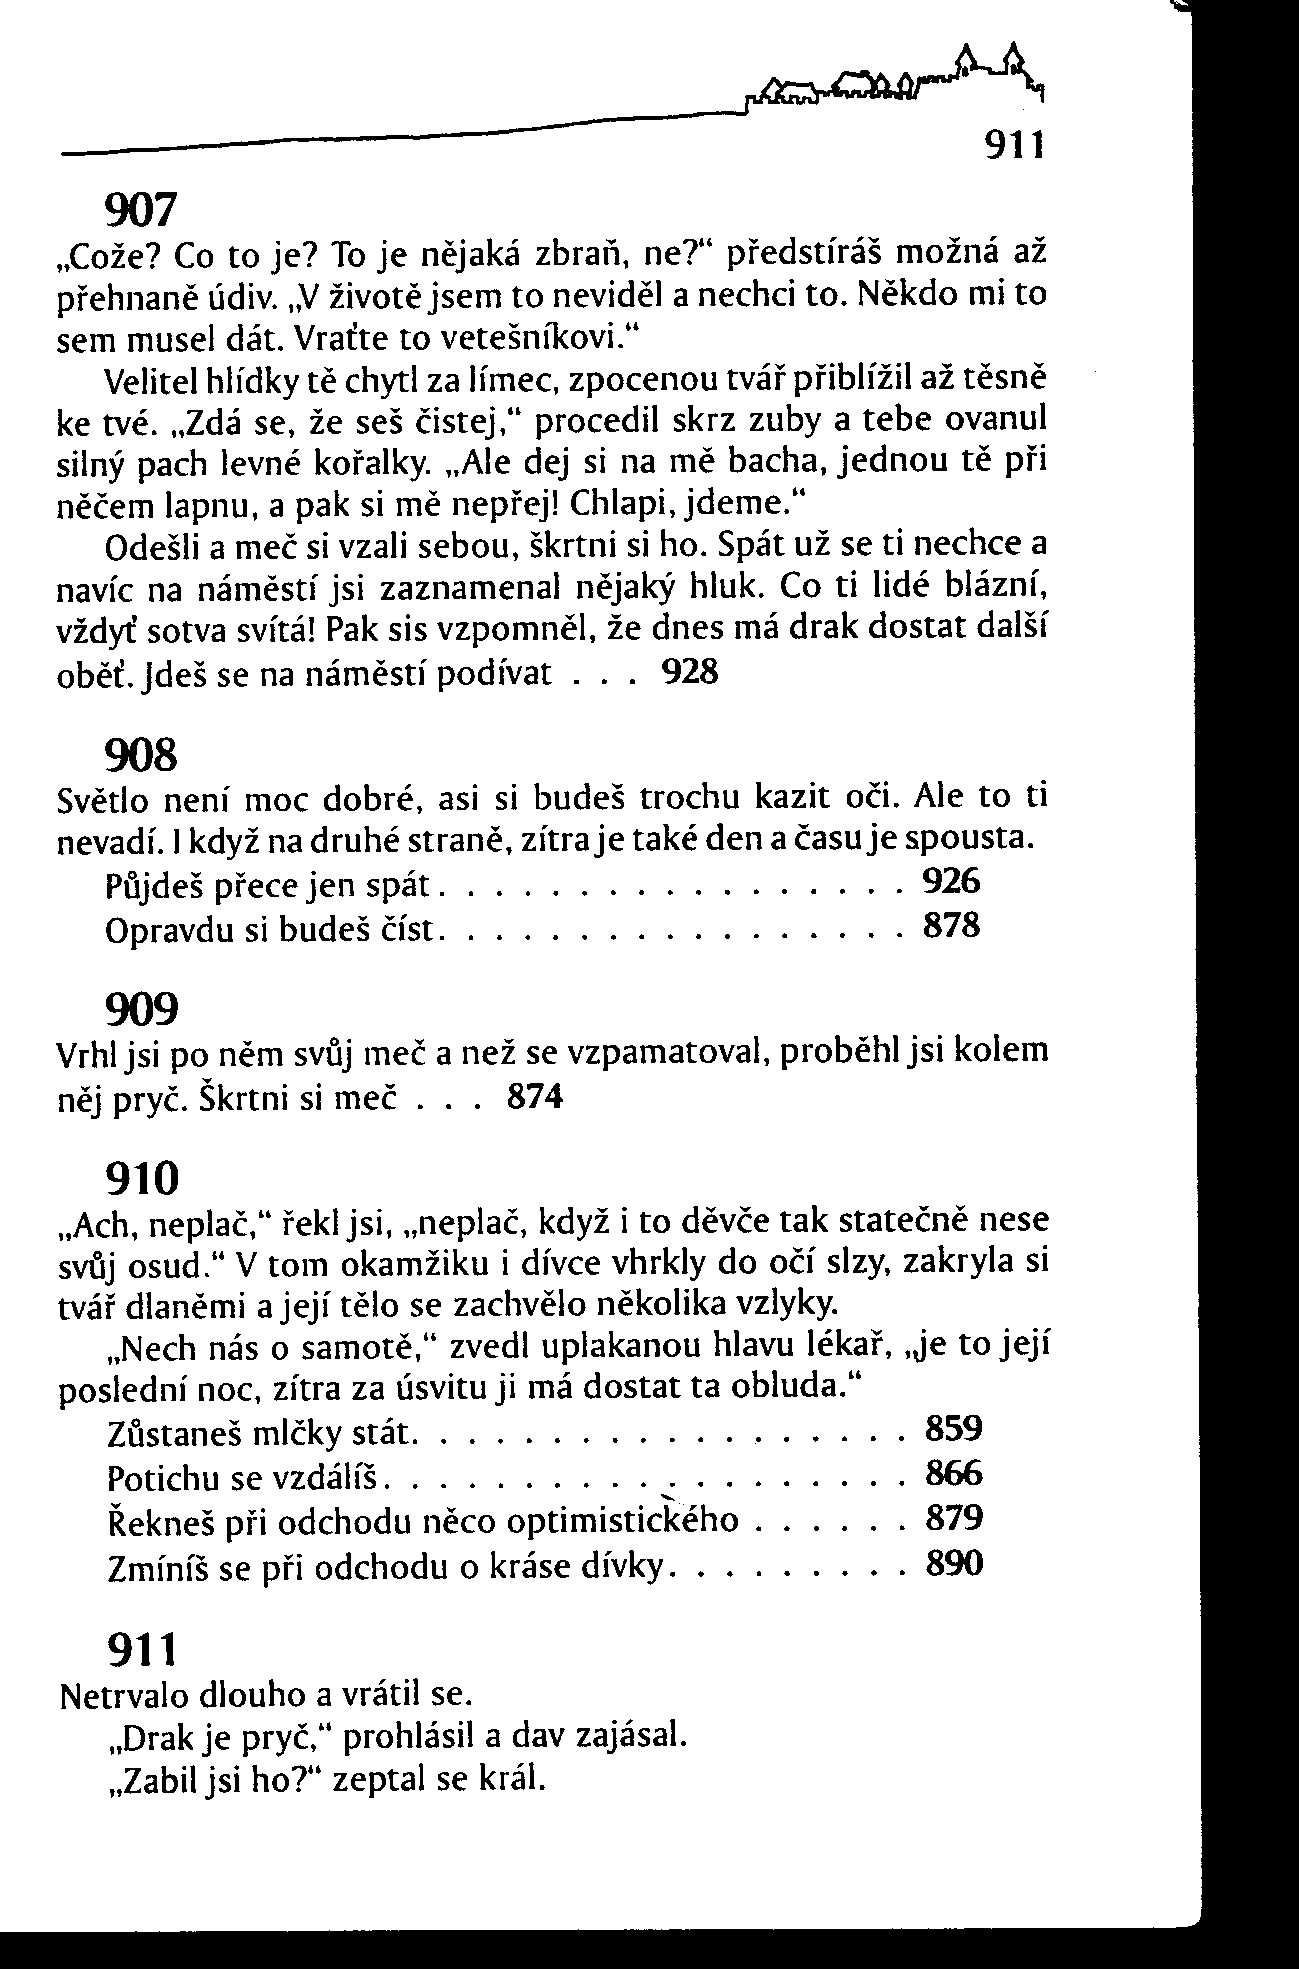 911
907
„Cože? Co to je? To je nějaká zbraň, ne?“ předstíráš možná až
přehnaně údiv. „V životě jsem to neviděl a nechci to. Někdo mi to
sem musel dát. Vraťte to vetešníkovi.“
Velitel hlídky tě chytl za límec, zpocenou tvář přiblížil až těsně
ke tvé. „Zdá se, že seš čistej,“ procedil skrz zuby a tebe ovanul
silný pach levné kořalky. „Ale dej si na mě bacha, jednou tě při
něčem lapnu, a pak si mě nepřej! Chlapi, jdeme.“
Odešli a meč si vzali sebou, škrtni si ho. Spát už se ti nechce a
navíc na náměstí jsi zaznamenal nějaký hluk. Co ti lidé blázní,
vždyť sotva svítá! Pak sis vzpomněl, že dnes má drak dostat další
oběť. Jdeš se na náměstí podívat . . . 928
908
Světlo není moc dobré, asi si budeš trochu kazit oči. Ale to ti
nevadí. I když na druhé straně, zítra je také den a času je spousta.
Půjdeš přece jen spát. . . . . . . . . . . . . . . . . 926
Opravdu si budeš číst. . . . . . . . . . . . . . . . . 878
909
Vrhl jsi po něm svůj meč a než se vzpamatoval, proběhl jsi kolem
něj pryč. Škrtni si meč . . . 874
910
„Ach, neplač,“ řekl jsi, „neplač, když i to děvče tak statečně nese
svůj osud.“ V tom okamžiku i dívce vhrkly do očí slzy, zakryla si
tvář dlaněmi a její tělo se zachvělo několika vzlyky.
„Nech nás o samotě,“ zvedl uplakanou hlavu lékař, „je to její
poslední noc, zítra za úsvitu ji má dostat ta obluda.“
Zůstaneš mlčky stát. . . . . . . . . . . . . . . . . . 859
Potichu se vzdálíš. . . . . . . . . . . . . . . . . . . 866
Řekneš při odchodu něco optimistického . . . . . . 879
Zmíníš se při odchodu o kráse dívky. . . . . . . . . 890
911
Netrvalo dlouho a vrátil se.
„Drak je pryč,“ prohlásil a dav zajásal.
„Zabil jsi ho?“ zeptal se král.